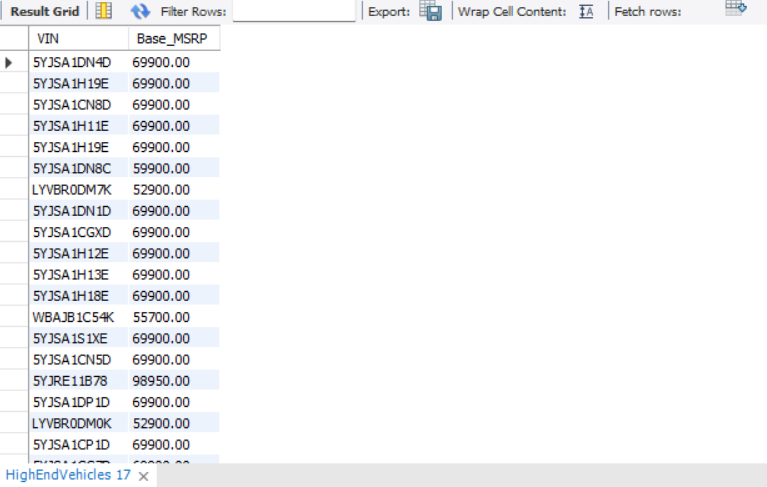 Result Grid Filter Rows: Export: Wrap Cell Content: IA Fetch rows:
VIN Base_MSRP
5YJSA1DN4D 69900.00
5YJSA1H19E 69900.00
5YJSA1CN8D 69900.00
5YJSA1H11E 69900.00
5YJSA1H19E 69900.00
5YJSA1DN8C 59900.00
LYVBR0DM7K 52900.00
5YJSA1DN1D 69900.00
5YJSA1CGXD 69900.00
5YJSA1H12E 69900.00
5YJSA1H13E 69900.00
5YJSA1H18E 69900.00
WBAJB1C54K 55700.00
5YJSA1S1XE 69900.00
5YJSA1CN5D 69900.00
5YJRE11B78 98950.00
5YJSA1DP1D 69900.00
LYVBR0DM0K 52900.00
5YJSA1CP1D 69900.00
HighEndVehicles 17